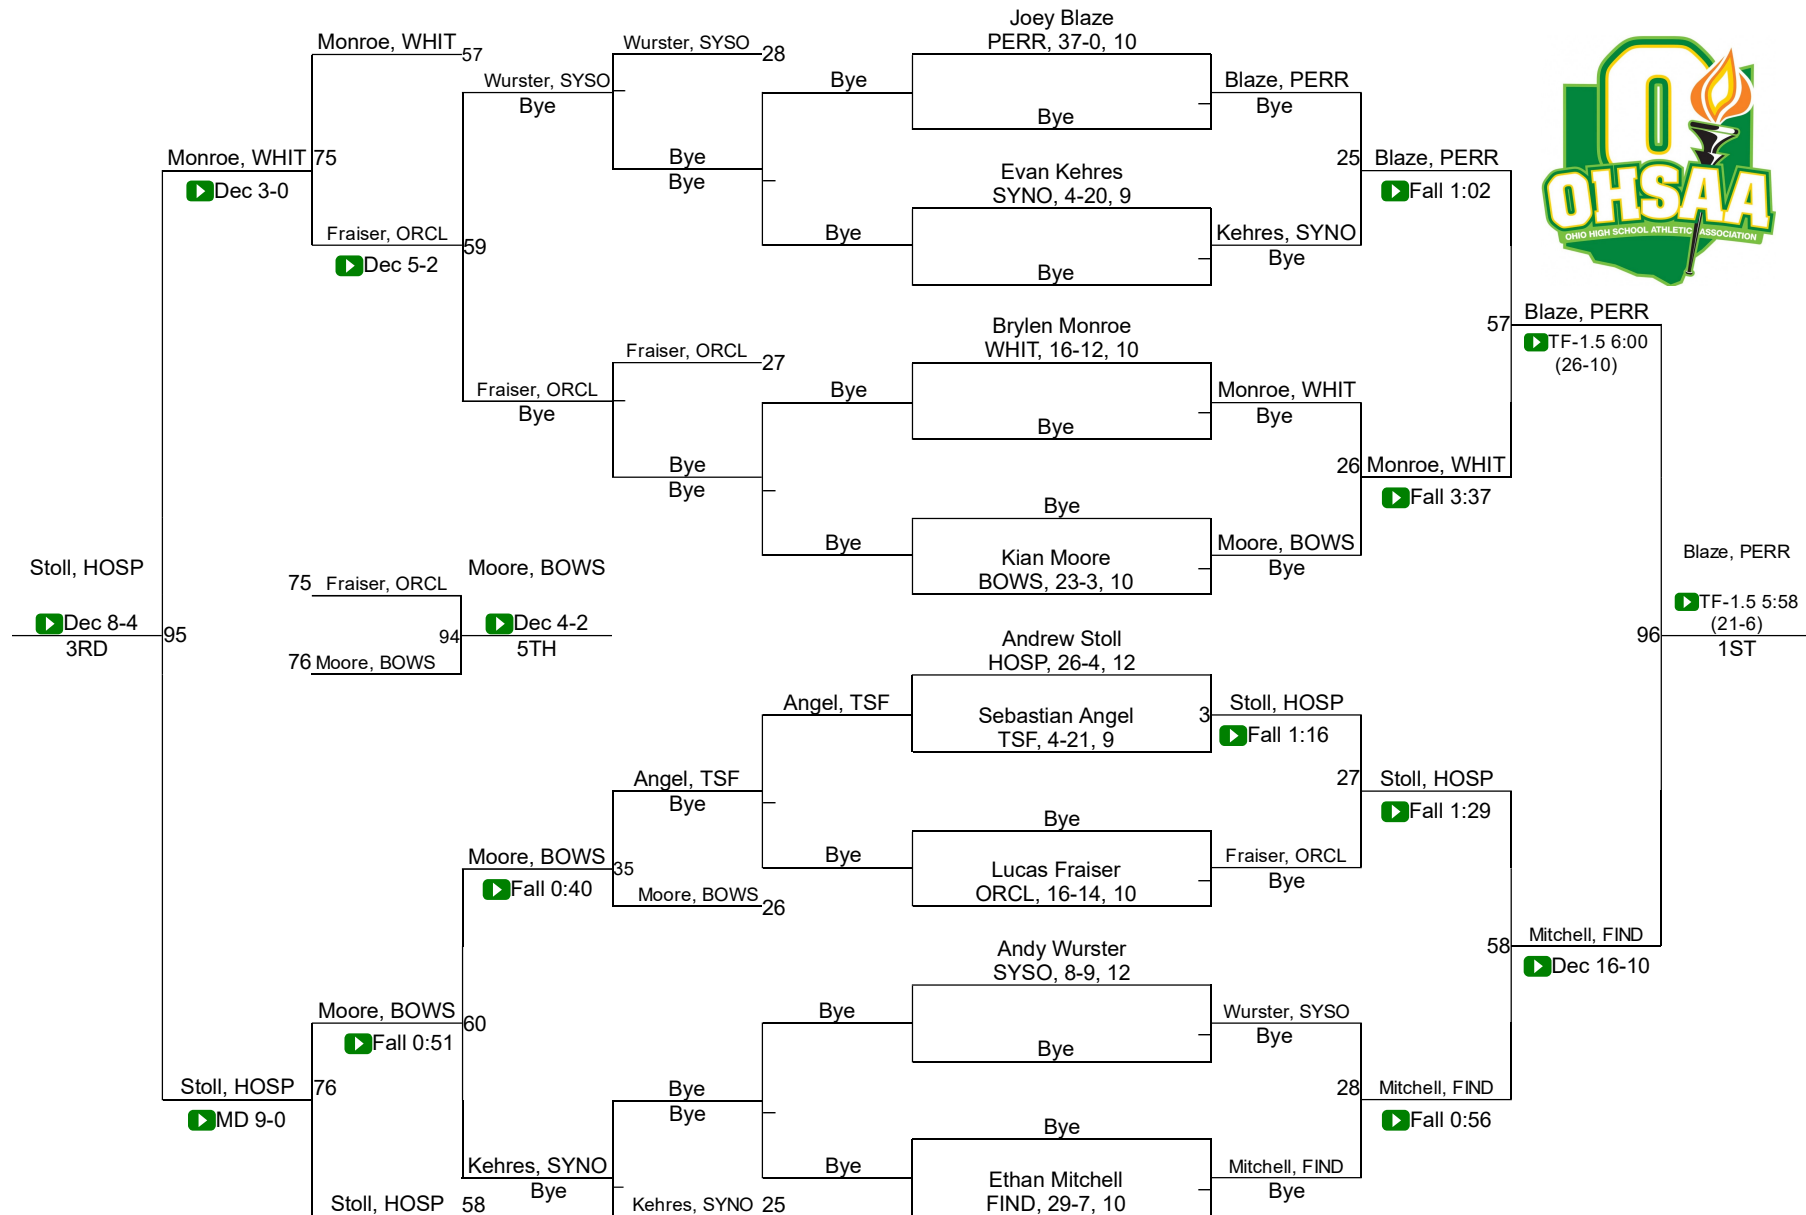 Joey Blaze
PERR, 37-0, 10
Monroe, WHIT
57
Wurster, SYSO
28
Wurster, SYSO
Bye
Bye
Bye
Blaze, PERR
Bye
Monroe, WHIT
75
Dec 3-0
Bye
Bye
Evan Kehres
SYNO, 4-20, 9
25
Blaze, PERR
Fall 1:02
OHSAA
OHIO HIGH SCHOOL ATHLETIC ASSOCIATION
Fraiser, ORCL
59
Dec 5-2
Bye
Bye
Kehres, SYNO
Bye
Brylen Monroe
WHIT, 16-12, 10
57
Blaze, PERR
TF-1.5 6:00
(26-10)
Fraiser, ORCL
27
Fraiser, ORCL
Bye
Bye
Bye
Monroe, WHIT
Bye
Bye
Bye
26
Monroe, WHIT
Fall 3:37
Bye
Bye
Kian Moore
BOWS, 23-3, 10
Moore, BOWS
Bye
Stoll, HOSP
Dec 8-4
3RD
95
75
Fraiser, ORCL
94
76
Moore, BOWS
Moore, BOWS
Dec 4-2
5TH
Blaze, PERR
TF-1.5 5:58
(21-6)
96
1ST
Andrew Stoll
HOSP, 26-4, 12
Angel, TSF
Sebastian Angel
TSF, 4-21, 9
3
Stoll, HOSP
Fall 1:16
Angel, TSF
Bye
27
Stoll, HOSP
Fall 1:29
Bye
Moore, BOWS
35
Fall 0:40
Moore, BOWS
26
Bye
Lucas Fraiser
ORCL, 16-14, 10
Fraiser, ORCL
Bye
Andy Wurster
SYSO, 8-9, 12
58
Mitchell, FIND
Dec 16-10
Moore, BOWS
60
Fall 0:51
Bye
Bye
Wurster, SYSO
Bye
Stoll, HOSP
76
MD 9-0
Bye
Bye
28
Mitchell, FIND
Fall 0:56
Bye
Kehres, SYNO
Bye
Bye
Ethan Mitchell
FIND, 29-7, 10
Mitchell, FIND
Bye
Stoll, HOSP
58
Kehres, SYNO
25